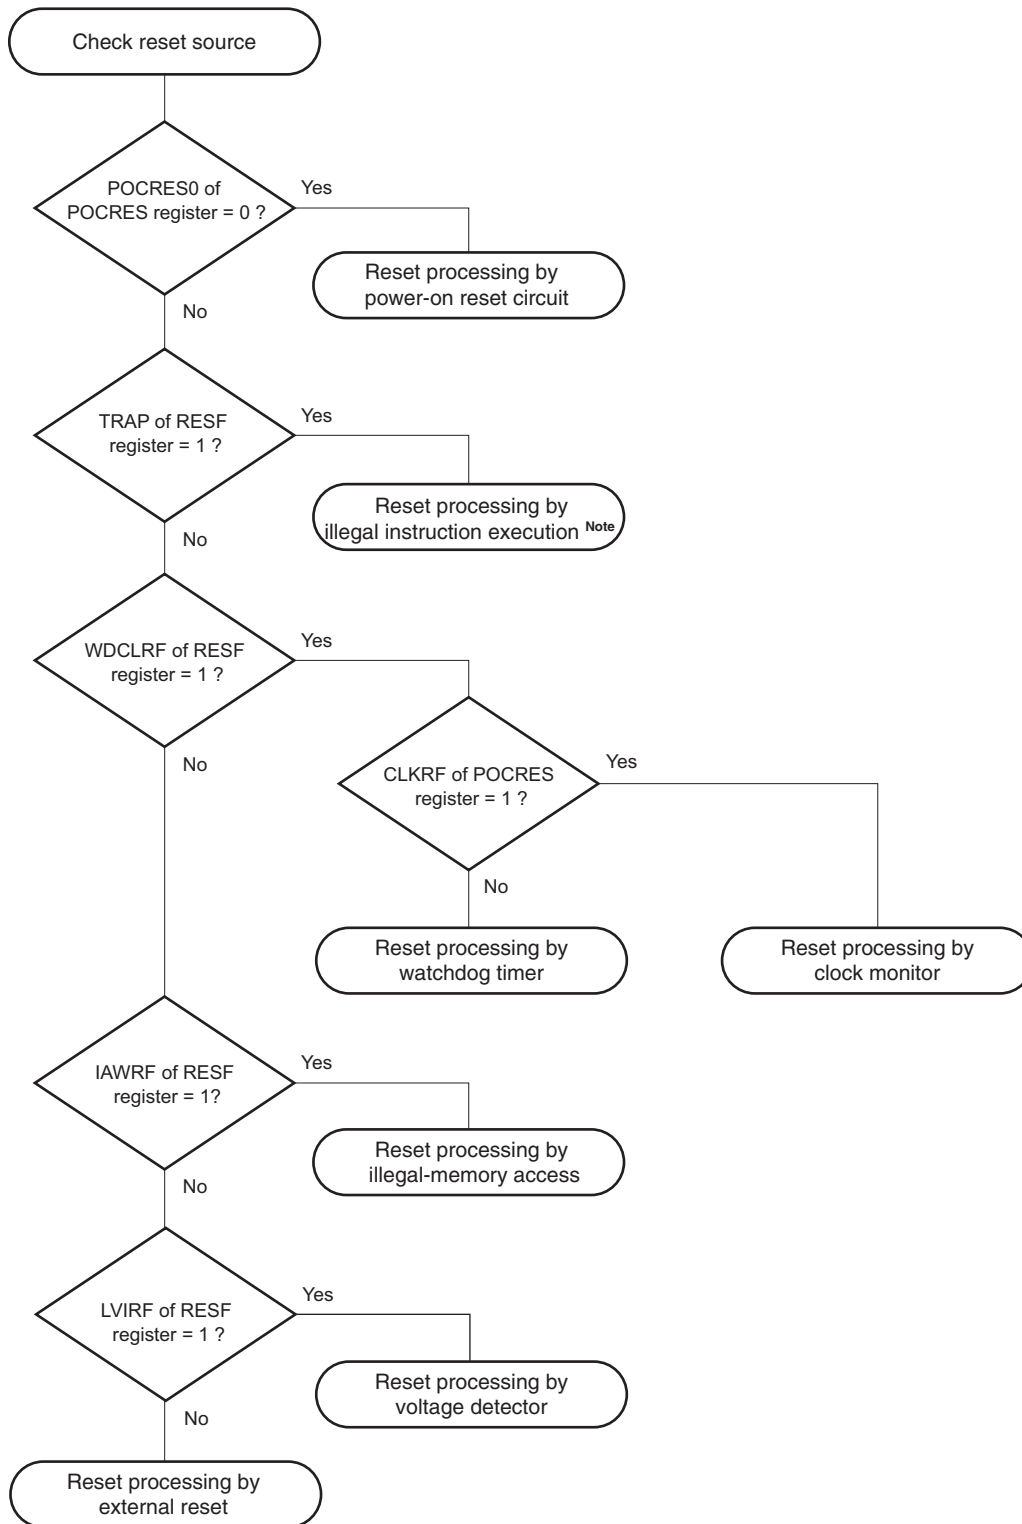 Check reset source
POCRES0 of
POCRES register = 0 ?
Yes
Reset processing by
power-on reset circuit
No
TRAP of RESF
register = 1 ?
Yes
Reset processing by
illegal instruction execution Note
No
WDCLRF of RESF
register = 1 ?
Yes
CLKRF of POCRES
register = 1 ?
Yes
No
No
Reset processing by
watchdog timer
Reset processing by
clock monitor
IAWRF of RESF
register = 1?
Yes
Reset processing by
illegal-memory access
No
LVIRF of RESF
register = 1 ?
Yes
Reset processing by
voltage detector
No
Reset processing by
external reset